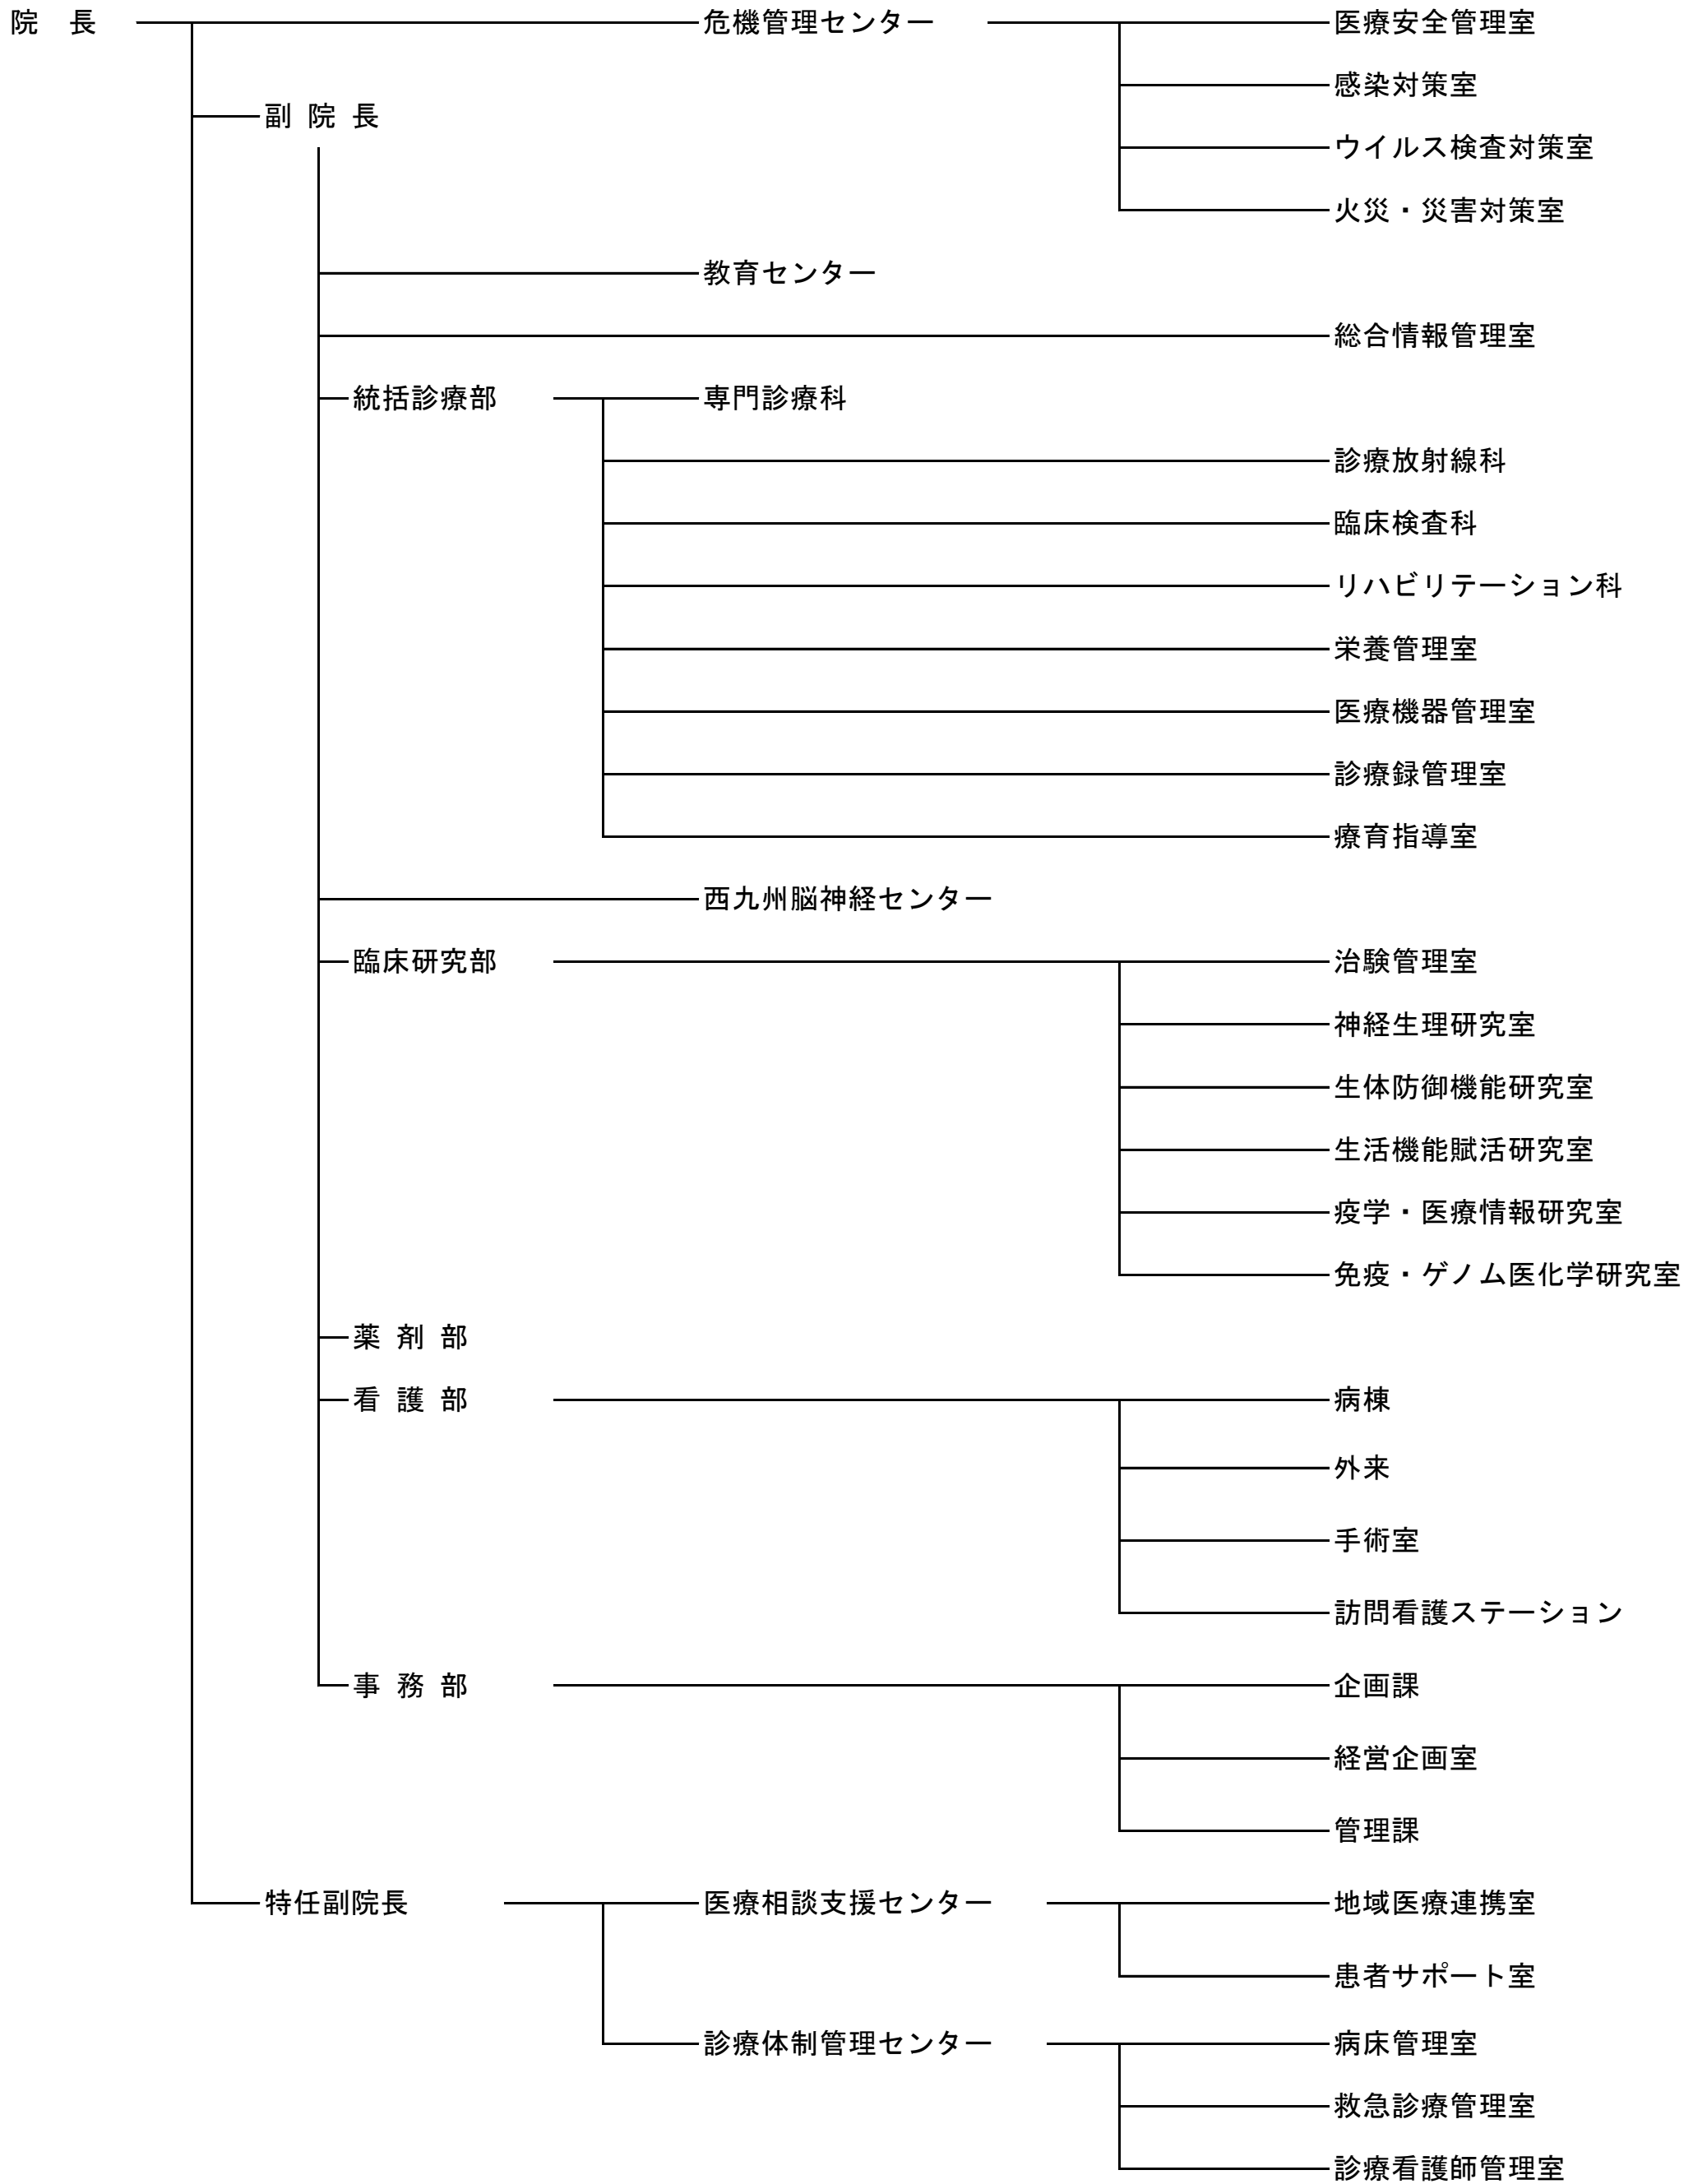 院　長 危機管理センター 医療安全管理室
感染対策室
副 院 長
ウイルス検査対策室
火災・災害対策室
教育センター
総合情報管理室
統括診療部 専門診療科
診療放射線科
臨床検査科
リハビリテーション科
栄養管理室
医療機器管理室
診療録管理室
療育指導室
西九州脳神経センター
臨床研究部 治験管理室
神経生理研究室
生体防御機能研究室
生活機能賦活研究室
疫学・医療情報研究室
免疫・ゲノム医化学研究室
薬 剤 部
看 護 部 病棟
外来
手術室
訪問看護ステーション
事 務 部 企画課
経営企画室
管理課
特任副院長 医療相談支援センター 地域医療連携室
患者サポート室
診療体制管理センター 病床管理室
救急診療管理室
診療看護師管理室